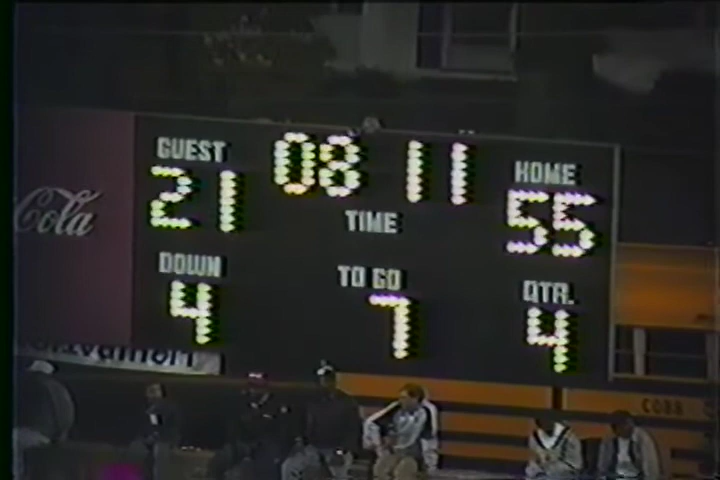 GUEST 08 11 HOME
21 TIME 55
Cola
DOWN TO GO QTR.
4 7 4
COBB